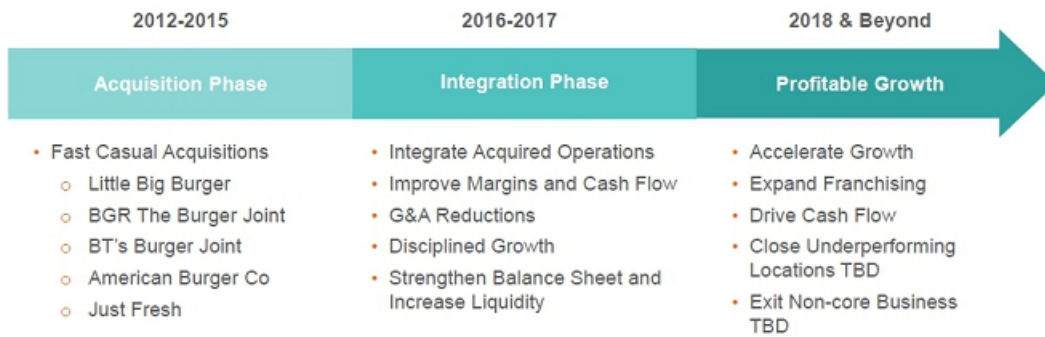 2012-2015
2016-2017
2018 & Beyond
Acquisition Phase
Integration Phase
Profitable Growth
• Fast Casual Acquisitions
o Little Big Burger
o BGR The Burger Joint
o BT's Burger Joint
o American Burger Co
o Just Fresh
• Integrate Acquired Operations
• Improve Margins and Cash Flow
• G&A Reductions
• Disciplined Growth
• Strengthen Balance Sheet and
Increase Liquidity
• Accelerate Growth
• Expand Franchising
• Drive Cash Flow
• Close Underperforming
Locations TBD
• Exit Non-core Business
TBD